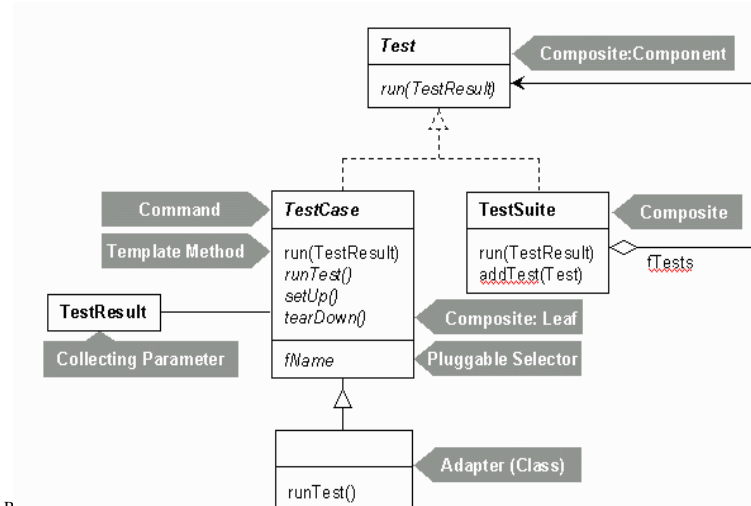 Test
Composite:Component
run(TestResult)
Command
TestCase
TestSuite
Composite
Template Method
run(TestResult)
runTest()
setUp()
tearDown()
run(TestResult)
addTest(Test)
fTests
TestResult
Composite: Leaf
Collecting Parameter
fName
Pluggable Selector
Adapter (Class)
runTest()